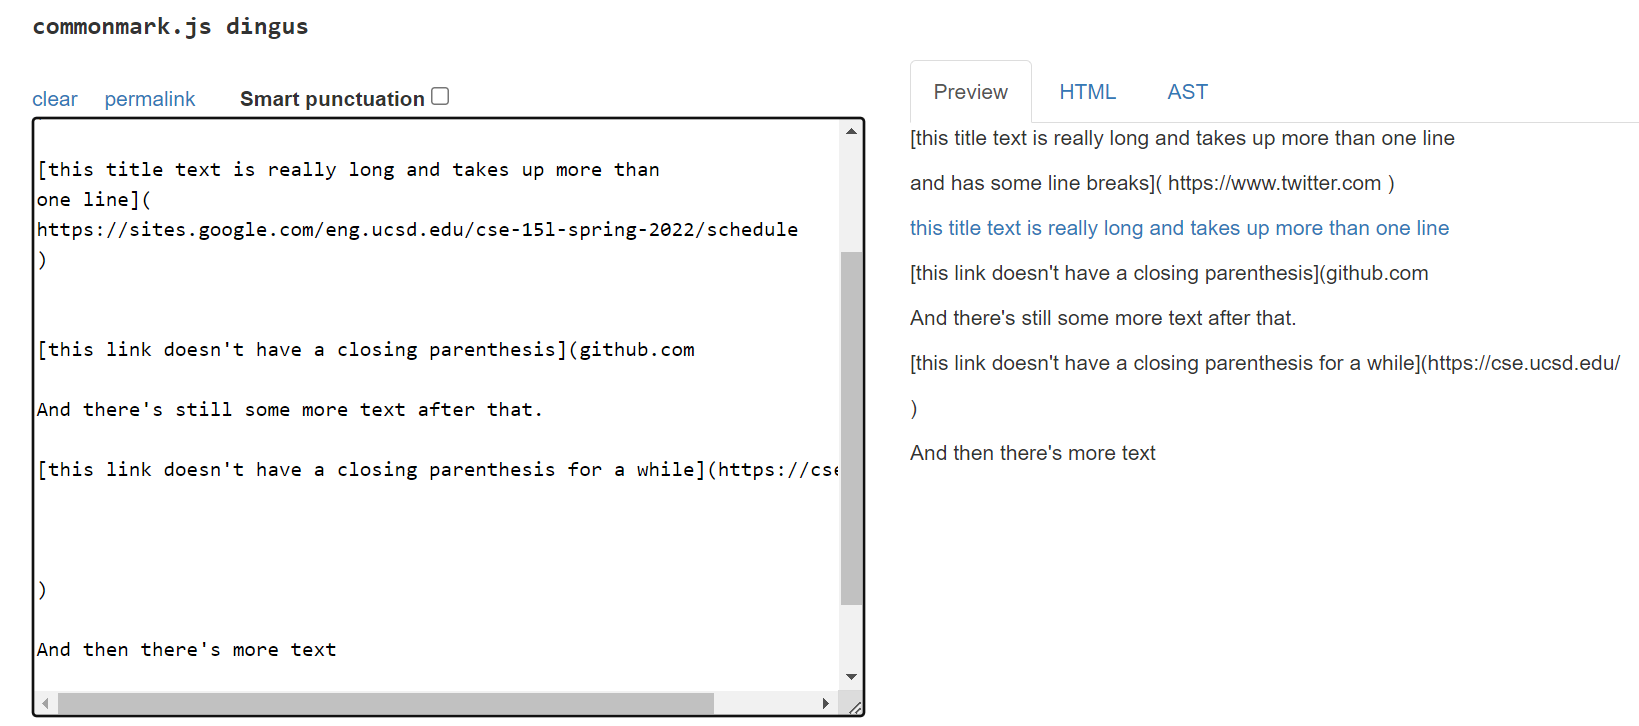 commonmark.js dingus
clear permalink Smart punctuation
[this title text is really long and takes up more than
one line](
https://sites.google.com/eng.ucsd.edu/cse-15l-spring-2022/schedule
)
[this link doesn't have a closing parenthesis](github.com
And there's still some more text after that.
[this link doesn't have a closing parenthesis for a while](https://cse
)
And then there's more text
Preview HTML AST
[this title text is really long and takes up more than one line
and has some line breaks]( https://www.twitter.com )
this title text is really long and takes up more than one line
[this link doesn't have a closing parenthesis](github.com
And there's still some more text after that.
[this link doesn't have a closing parenthesis for a while](https://cse.ucsd.edu/
)
And then there's more text